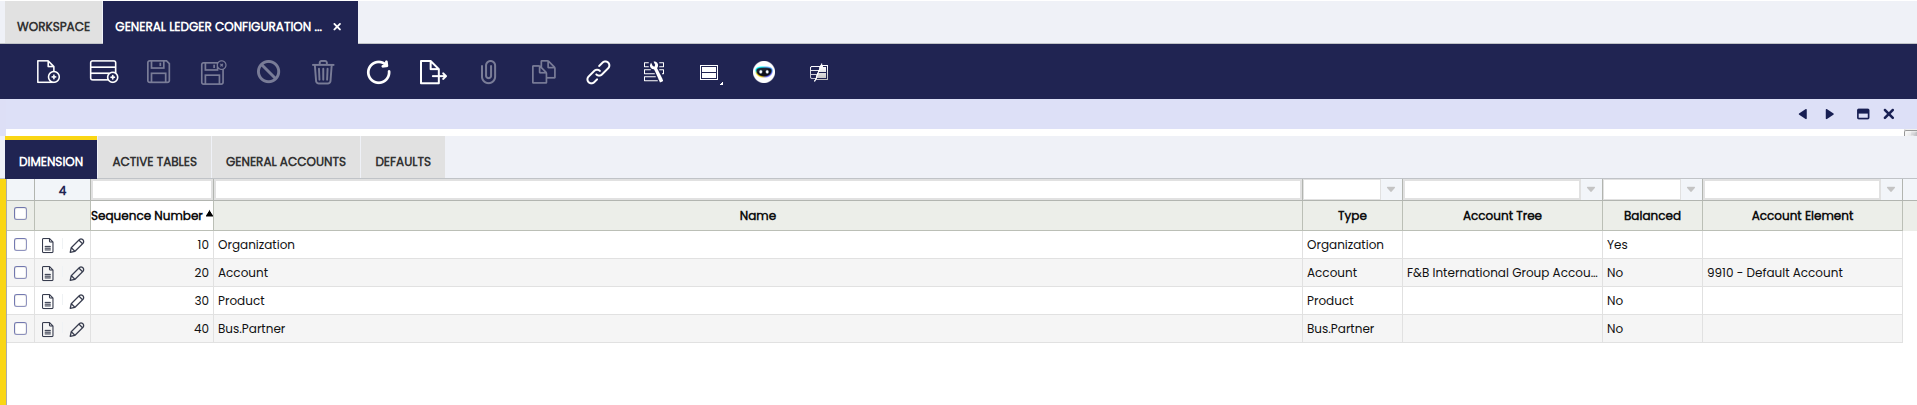 WORKSPACE GENERAL LEDGER CONFIGURATION ...
DIMENSION ACTIVE TABLES GENERAL ACCOUNTS DEFAULTS
4
Sequence Number Name Type Account Tree Balanced Account Element
10 Organization Organization Yes
20 Account Account F&B International Group Accou... No 9910 - Default Account
30 Product Product No
40 Bus.Partner Bus.Partner No